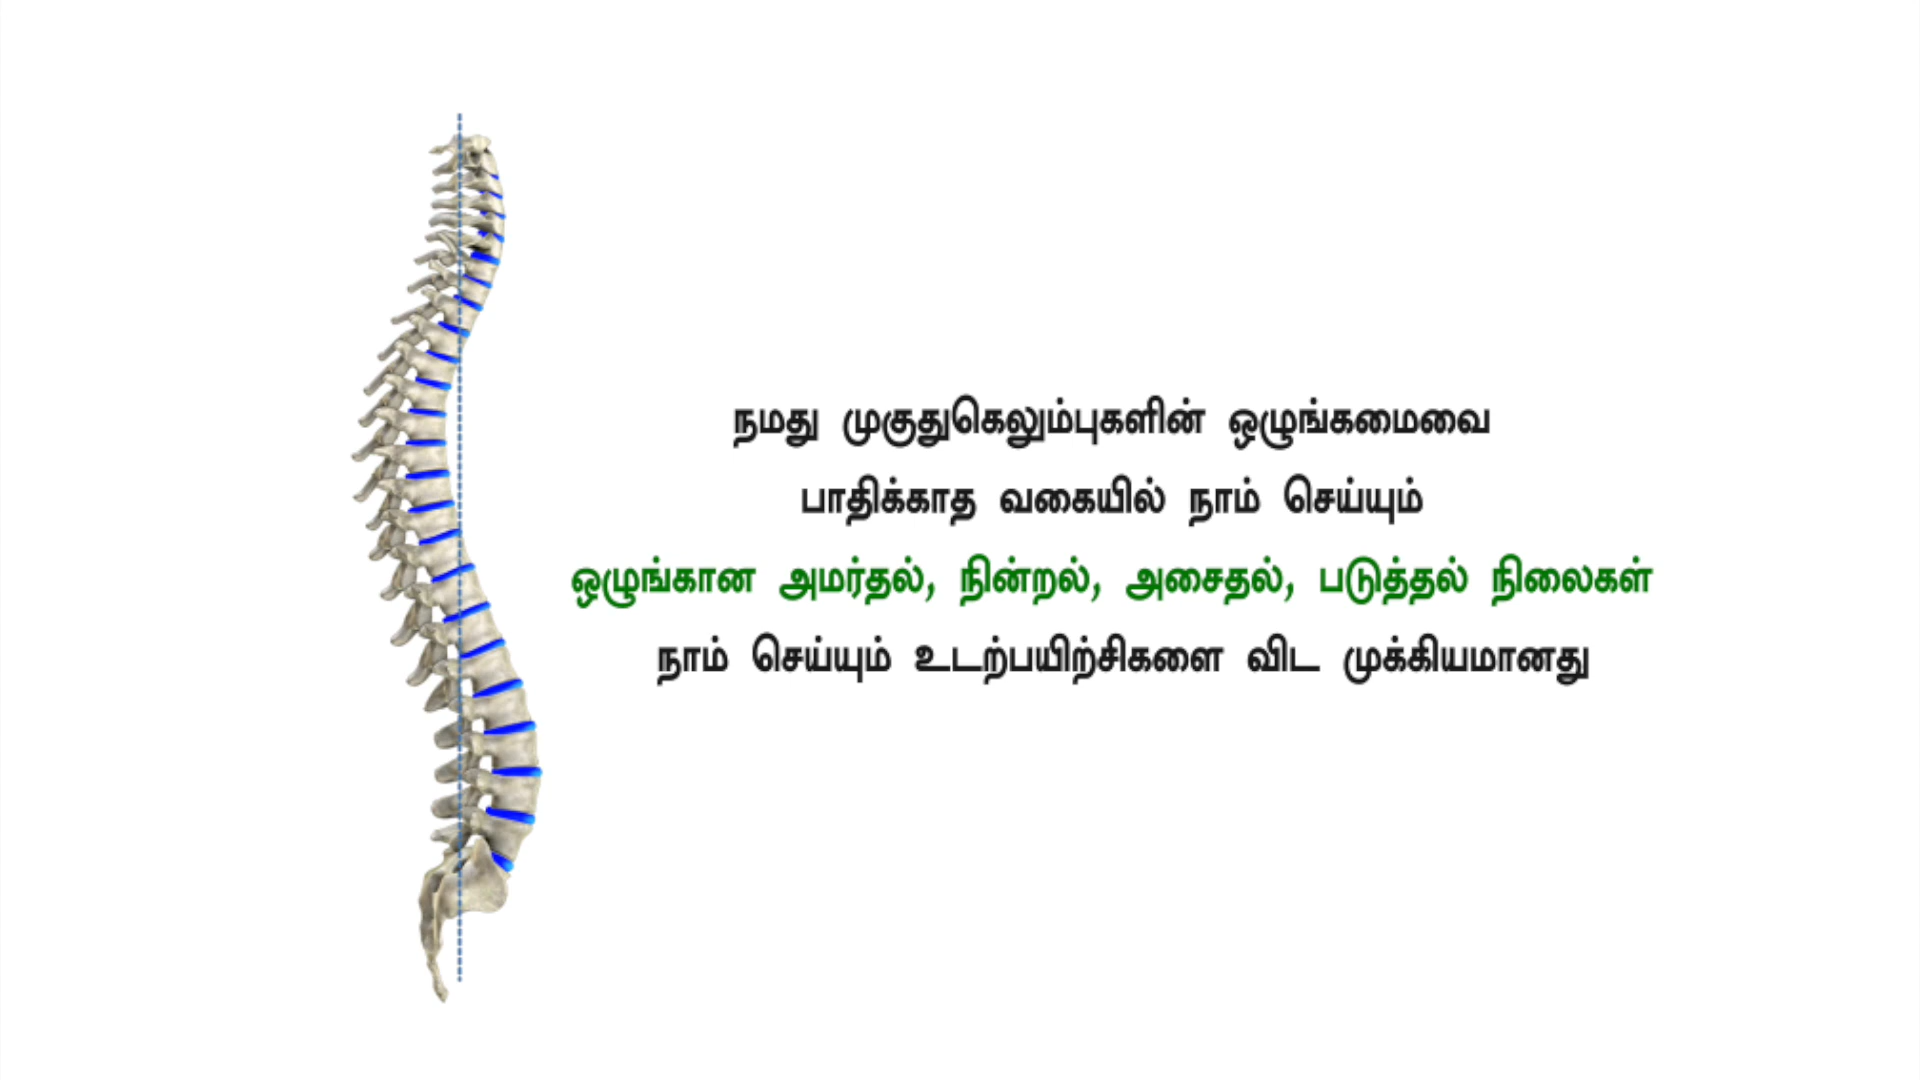 நமது முகுதுகெலும்புகளின் ஒழுங்கமைவை
பாதிக்காத வகையில் நாம் செய்யும்
ஒழுங்கான அமர்தல், நின்றல், அசைதல், படுத்தல் நிலைகள்
நாம் செய்யும் உடற்பயிற்சிகளை விட முக்கியமானது